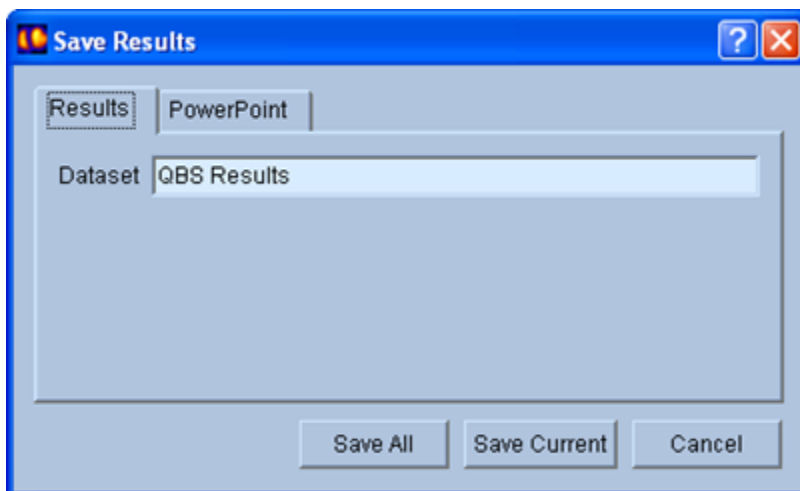 Save Results
?
Results PowerPoint
Dataset QBS Results
Save All Save Current Cancel